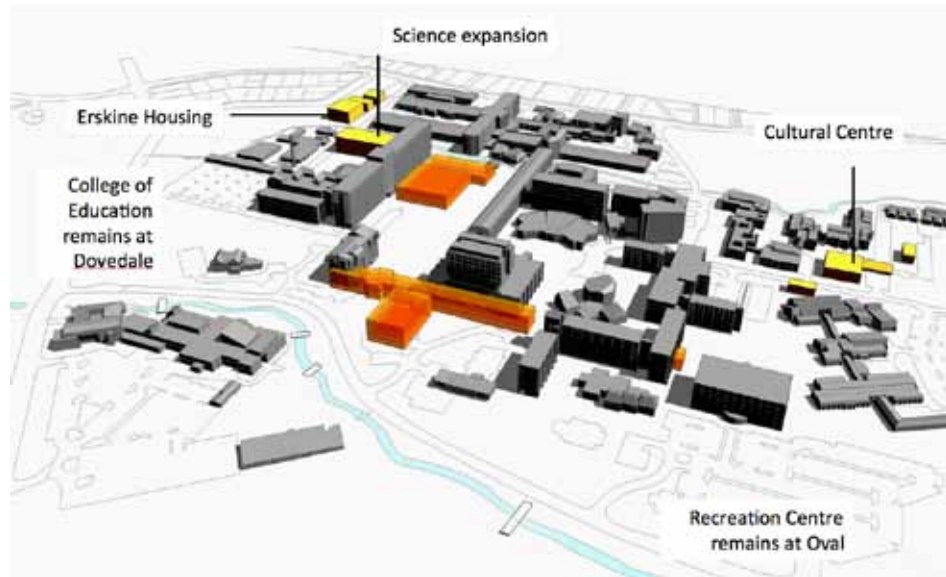 Science expansion
Erskine Housing
Cultural Centre
College of
Education
remains at
Dovedale
Recreation Centre
remains at Oval